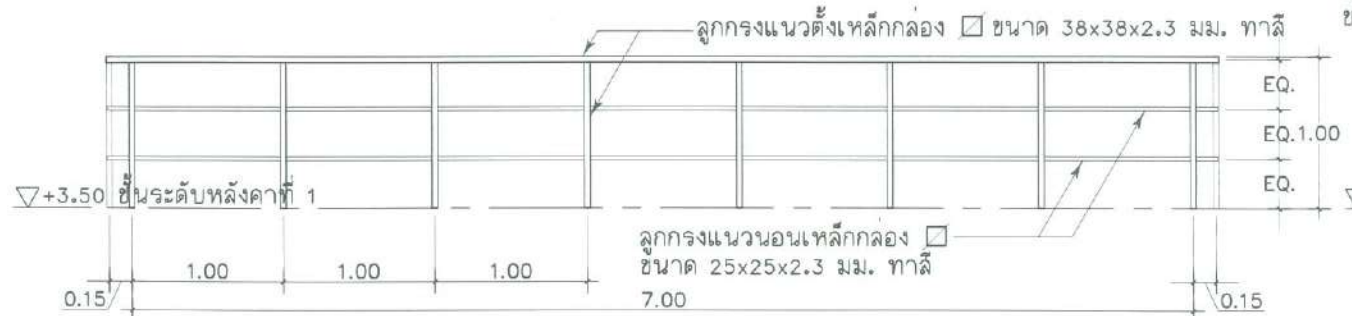 ลูกกรงแนวตั้งเหล็กกล่อง ขนาด 38x38x2.3 มม. ทาสี
EQ.
EQ.
1.00
EQ.
+3.50 ชั้นระดับหลังคาที่ 1
ลูกกรงแนวนอนเหล็กกล่อง
ขนาด 25x25x2.3 มม. ทาสี
1.00
1.00
1.00
0.15
7.00
0.15